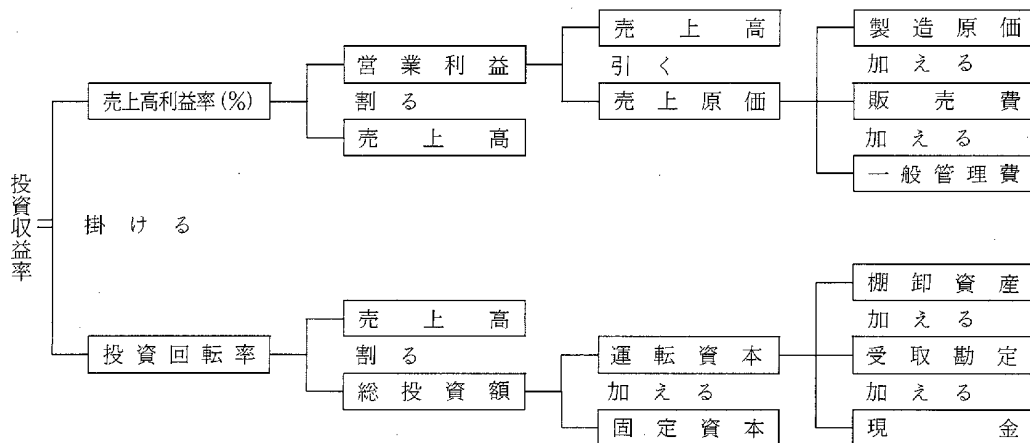 投資収益率
売上高利益率(%)
掛ける
投資回転率
営業利益
割る
売上高
売上高
割る
総投資額
売上高
引く
売上原価
運転資本
加える
固定資本
製造原価
加える
販売費
加える
一般管理費
棚卸資産
加える
受取勘定
加える
現金